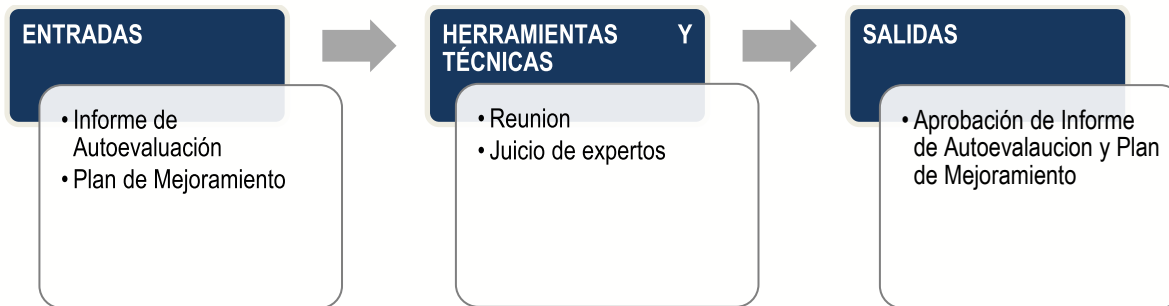 ENTRADAS
• Informe de
Autoevaluación
• Plan de Mejoramiento
HERRAMIENTAS Y
TÉCNICAS
• Reunion
• Juicio de expertos
SALIDAS
• Aprobación de Informe
de Autoevalaucion y Plan
de Mejoramiento